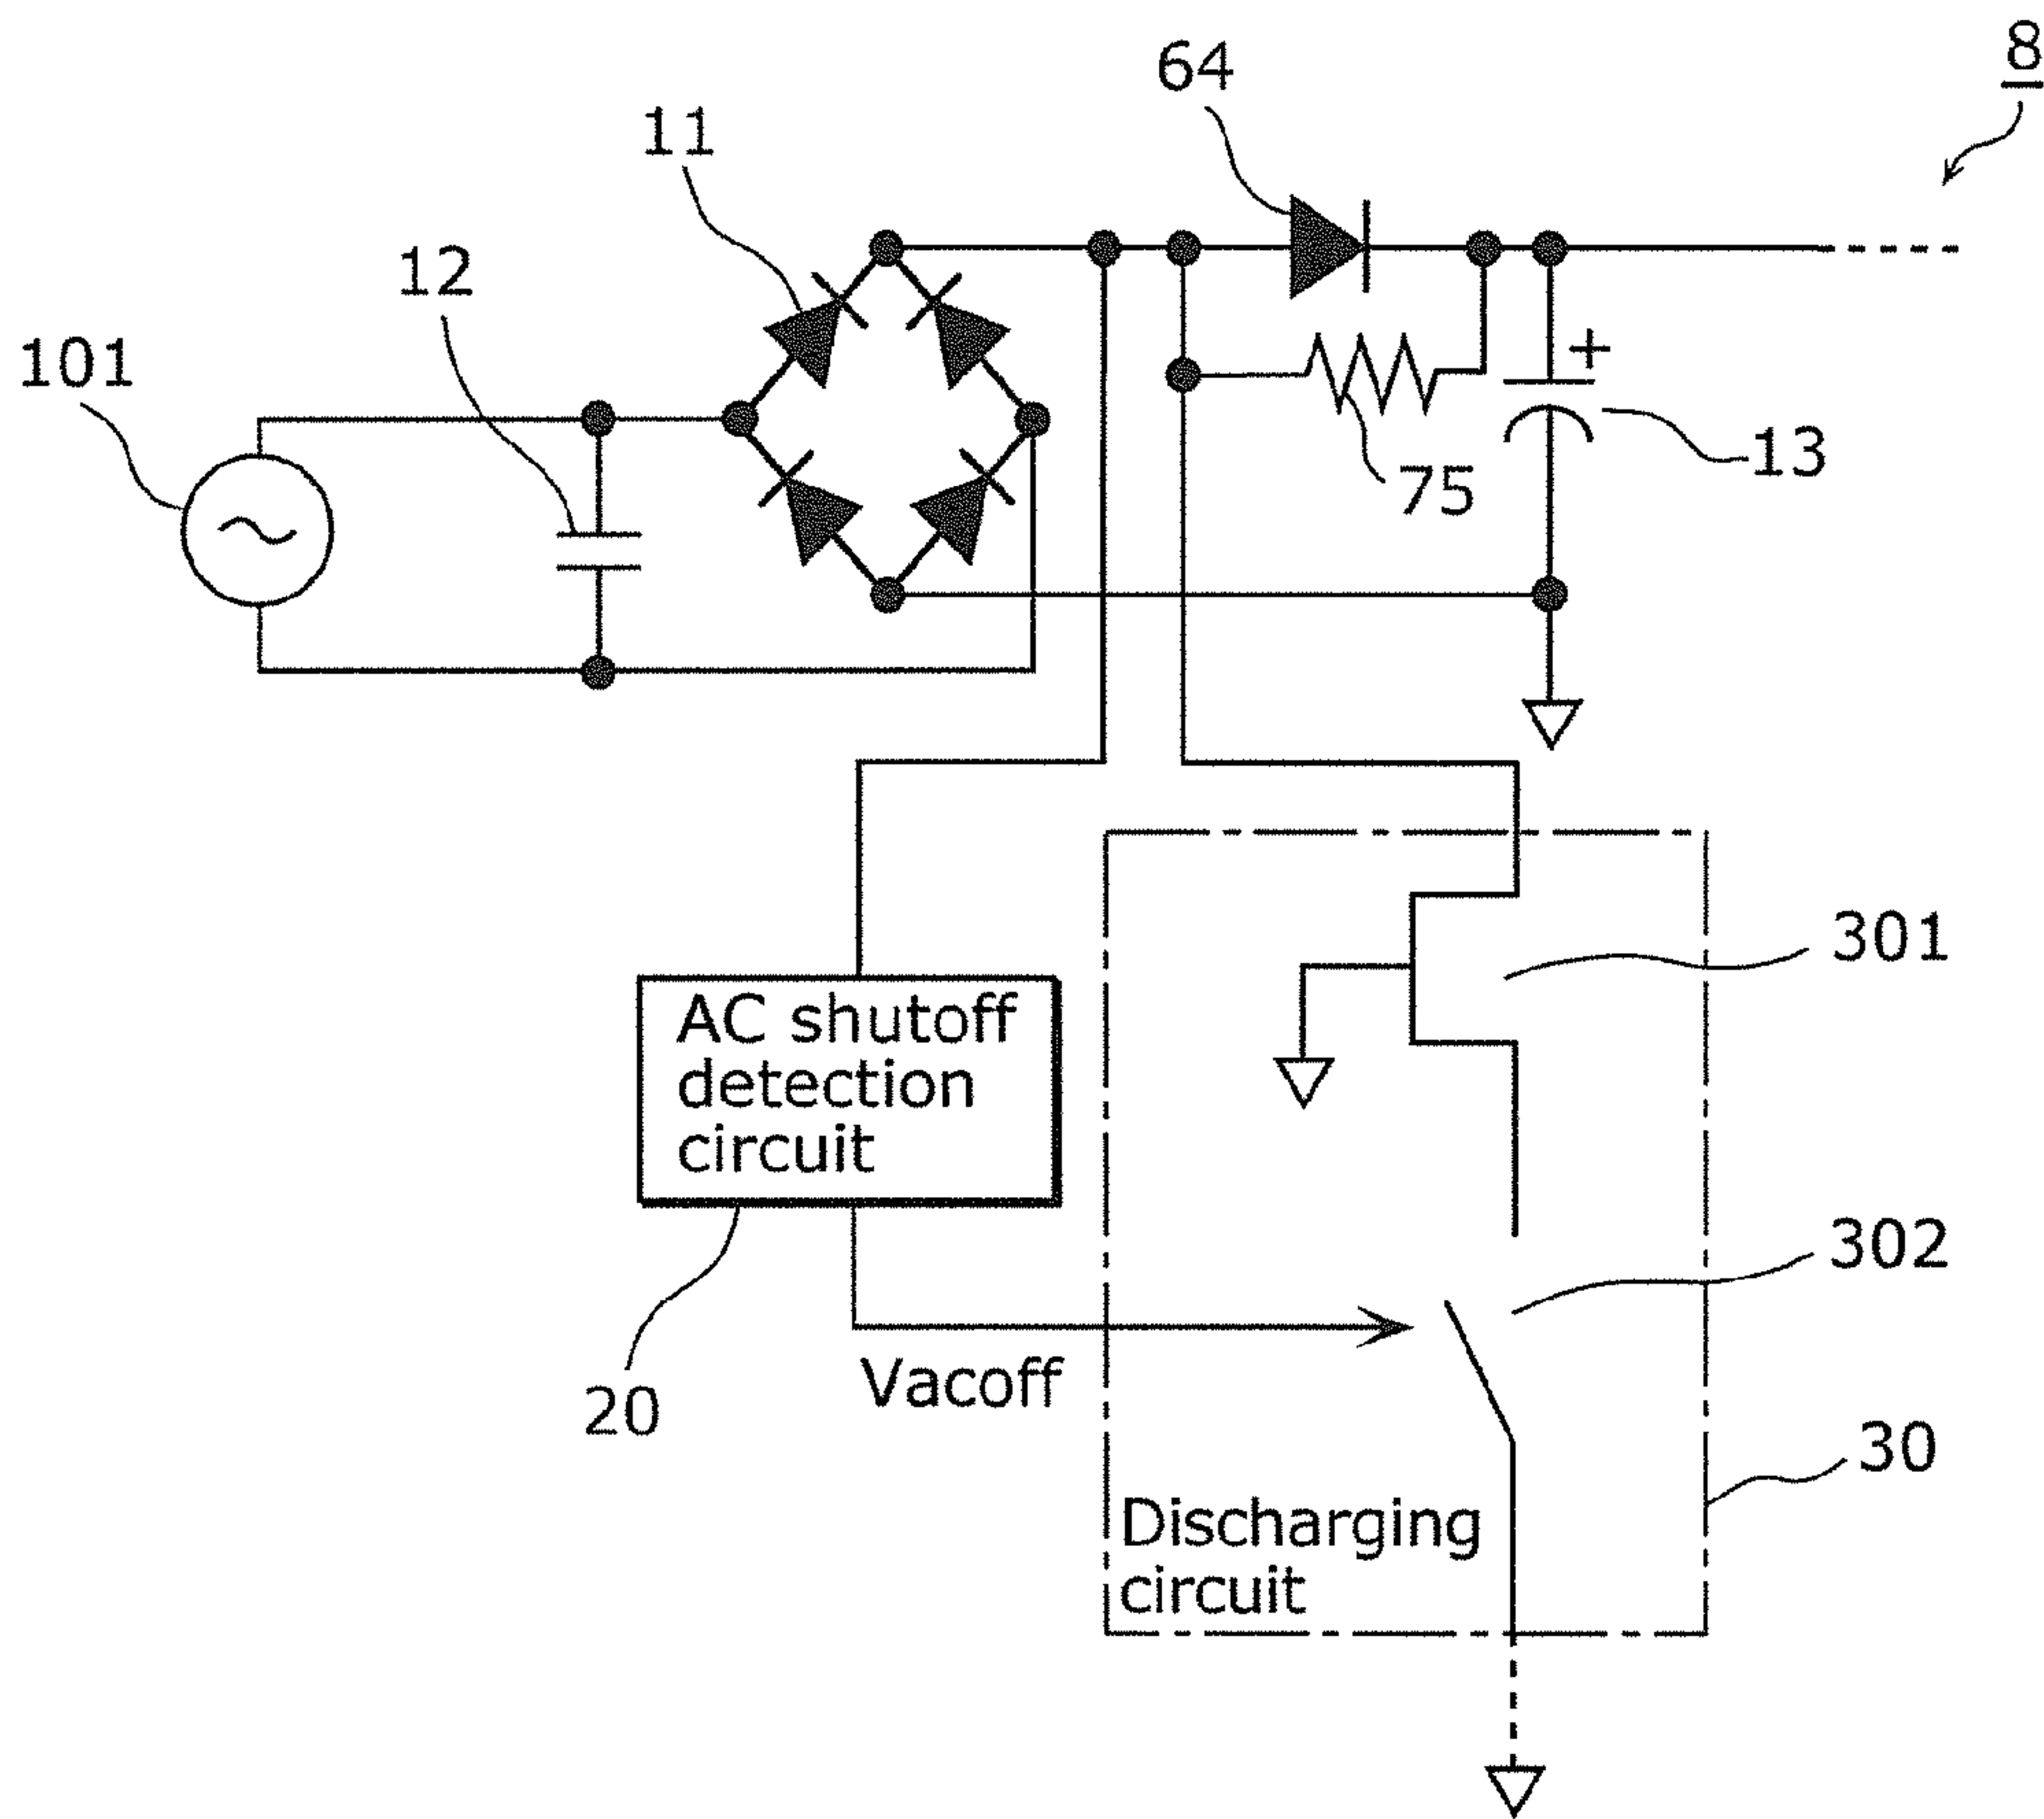 8
64
11
12
101
+
13
75
301
AC shutoff
detection
circuit
302
20
Vacoff
30
Discharging
circuit